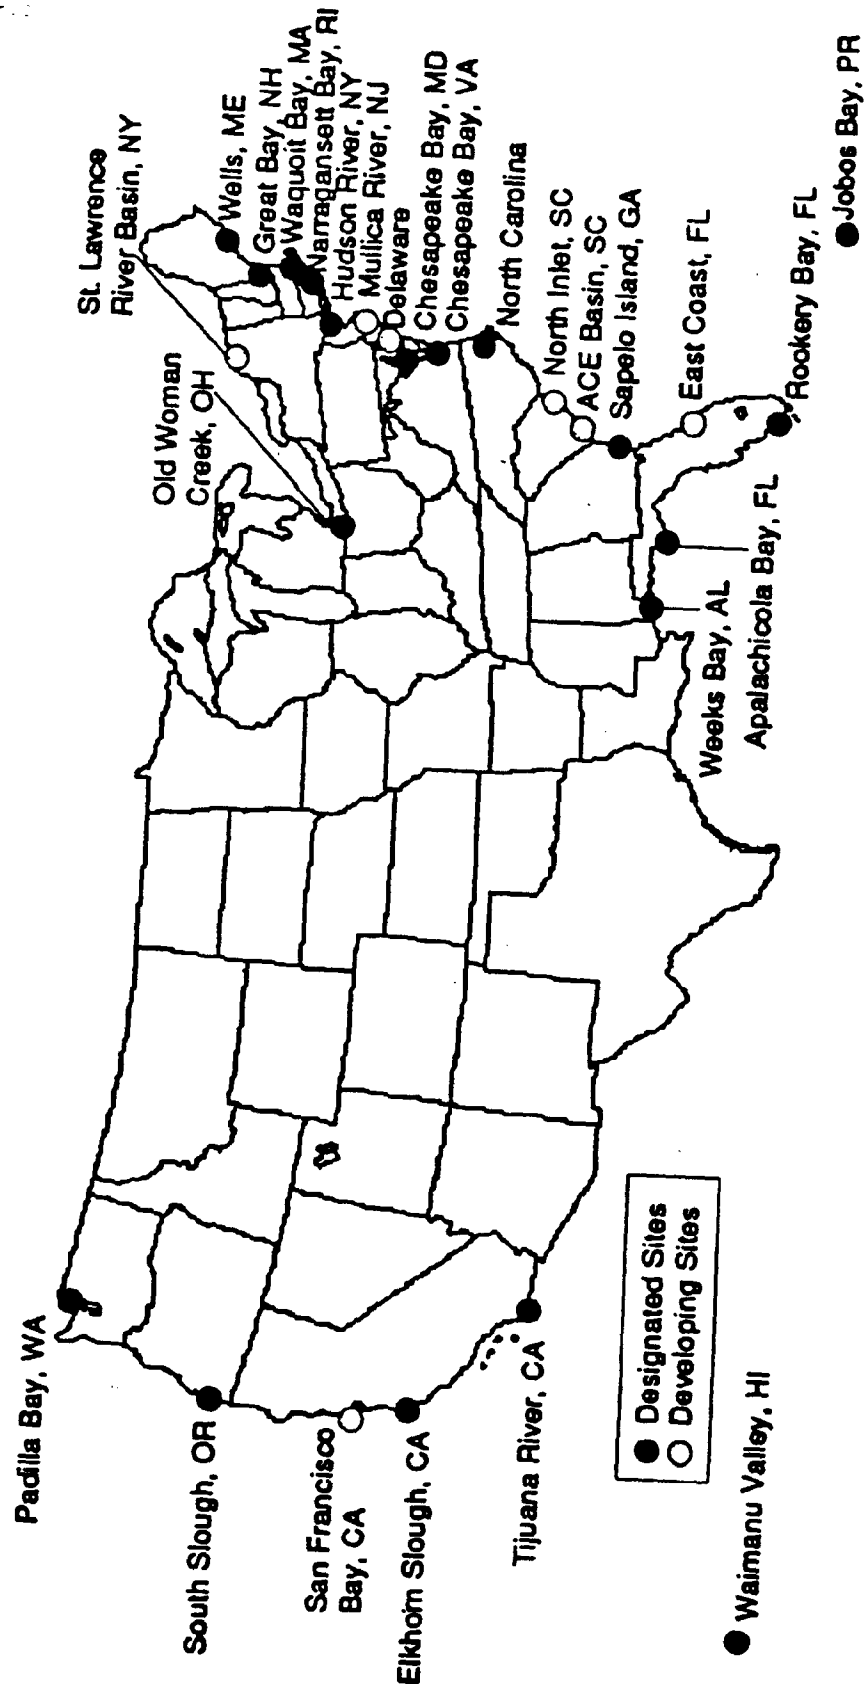 Padilla Bay, WA
South Slough, OR
San Francisco
Bay, CA
Elkhorn Slough, CA
Tijuana River, CA
Waimanu Valley, HI
Designated Sites
Developing Sites
St. Lawrence
River Basin, NY
Old Woman
Creek, OH
Wells, ME
Great Bay, NH
Waquoit Bay, MA
Narragansett Bay, RI
Hudson River, NY
Mullica River, NJ
Delaware
Chesapeake Bay, MD
Chesapeake Bay, VA
North Carolina
North Inlet, SC
ACE Basin, SC
Sapelo Island, GA
East Coast, FL
Rookery Bay, FL
Weeks Bay, AL
Apalachicola Bay, FL
Jobos Bay, PR